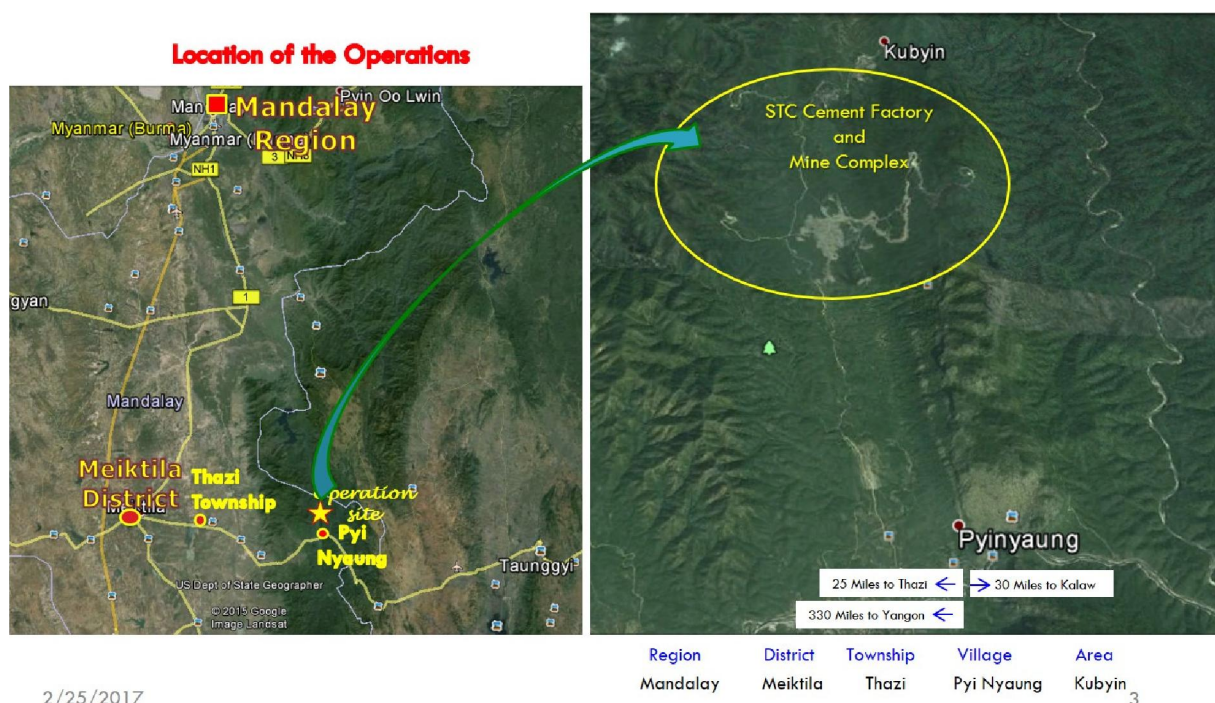 Location of the Operations
Pyin Oo Lwin
Mandalay
Region
Myanmar (Burma)
NH1
3
1
gyan
Mandalay
Meiktila
District
Thazi
Township
peration
site
Pyi
Nyaung
Taunggyi
US Dept of State Geographer
© 2015 Google
Image Landsat
Kubyin
STC Cement Factory
and
Mine Complex
Pyinyaung
25 Miles to Thazi
30 Miles to Kalaw
330 Miles to Yangon
Region District Township Village Area
Mandalay Meiktila Thazi Pyi Nyaung Kubyin
2/25/2017
3